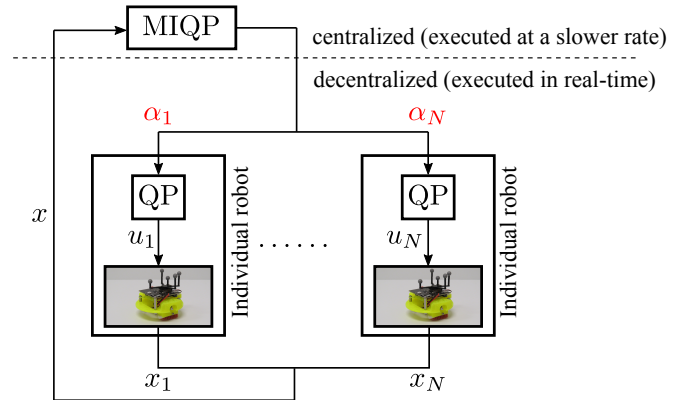 MIQP
centralized (executed at a slower rate)
decentralized (executed in real-time)
α1
αN
QP
QP
Individual robot
Individual robot
x
u1
......
uN
x1
xN